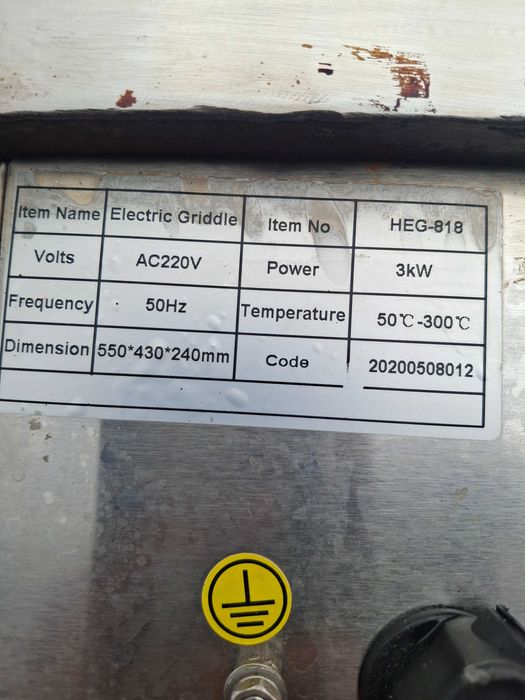 Item Name Electric Griddle Item No HEG-818
Volts AC220V Power 3kW
Frequency 50Hz Temperature 50℃-300℃
Dimension 550*430*240mm Code 20200508012